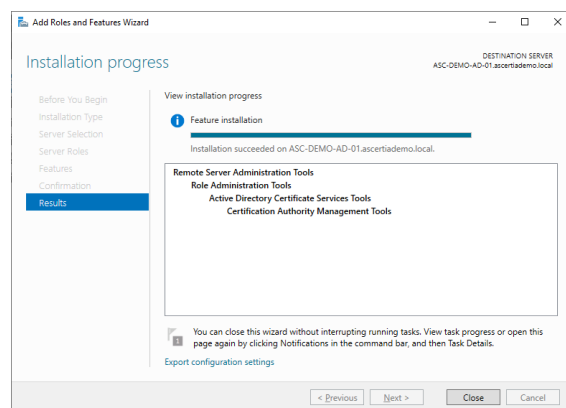 Add Roles and Features Wizard
Installation progress
DESTINATION SERVER
ASC-DEMO-AD-01.ascertiademo.local
Before You Begin
Installation Type
Server Selection
Server Roles
Features
Confirmation
Results
View installation progress
Feature installation
Installation succeeded on ASC-DEMO-AD-01.ascertiademo.local.
Remote Server Administration Tools
Role Administration Tools
Active Directory Certificate Services Tools
Certification Authority Management Tools
1
You can close this wizard without interrupting running tasks. View task progress or open this
page again by clicking Notifications in the command bar, and then Task Details.
Export configuration settings
< Previous
Next >
Close
Cancel